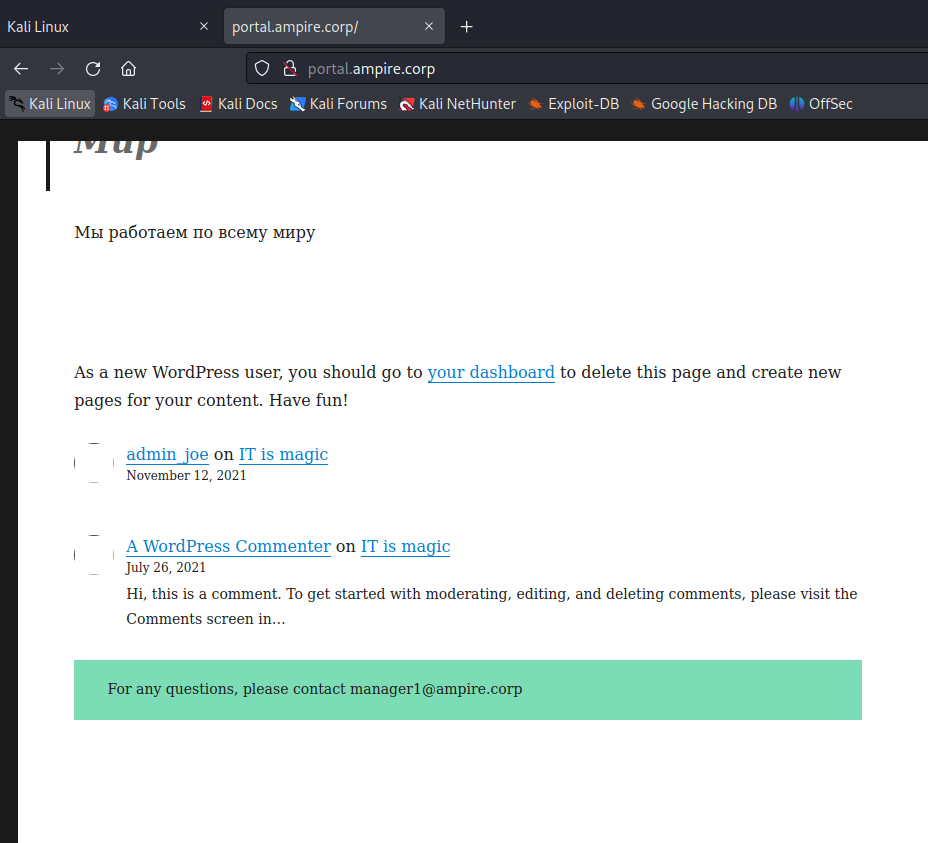 Kali Linux
portal.ampire.corp/
portal.ampire.corp
Kali Linux Kali Tools Kali Docs Kali Forums Kali NetHunter Exploit-DB Google Hacking DB OffSec
Мир
Мы работаем по всему миру
As a new WordPress user, you should go to your dashboard to delete this page and create new
pages for your content. Have fun!
admin_joe on IT is magic
November 12, 2021
A WordPress Commenter on IT is magic
July 26, 2021
Hi, this is a comment. To get started with moderating, editing, and deleting comments, please visit the
Comments screen in…
For any questions, please contact manager1@ampire.corp